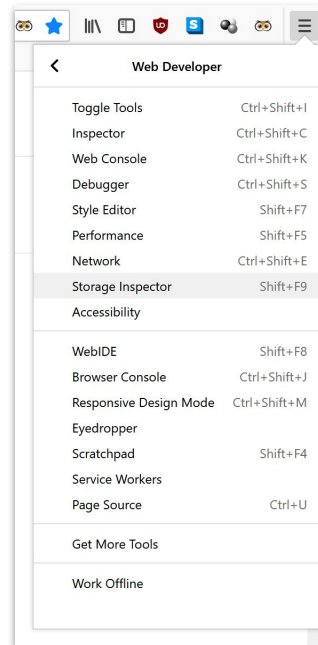 Web Developer
Toggle Tools Ctrl+Shift+I
Inspector Ctrl+Shift+C
Web Console Ctrl+Shift+K
Debugger Ctrl+Shift+S
Style Editor Shift+F7
Performance Shift+F5
Network Ctrl+Shift+E
Storage Inspector Shift+F9
Accessibility
WebIDE Shift+F8
Browser Console Ctrl+Shift+J
Responsive Design Mode Ctrl+Shift+M
Eyedropper
Scratchpad Shift+F4
Service Workers
Page Source Ctrl+U
Get More Tools
Work Offline